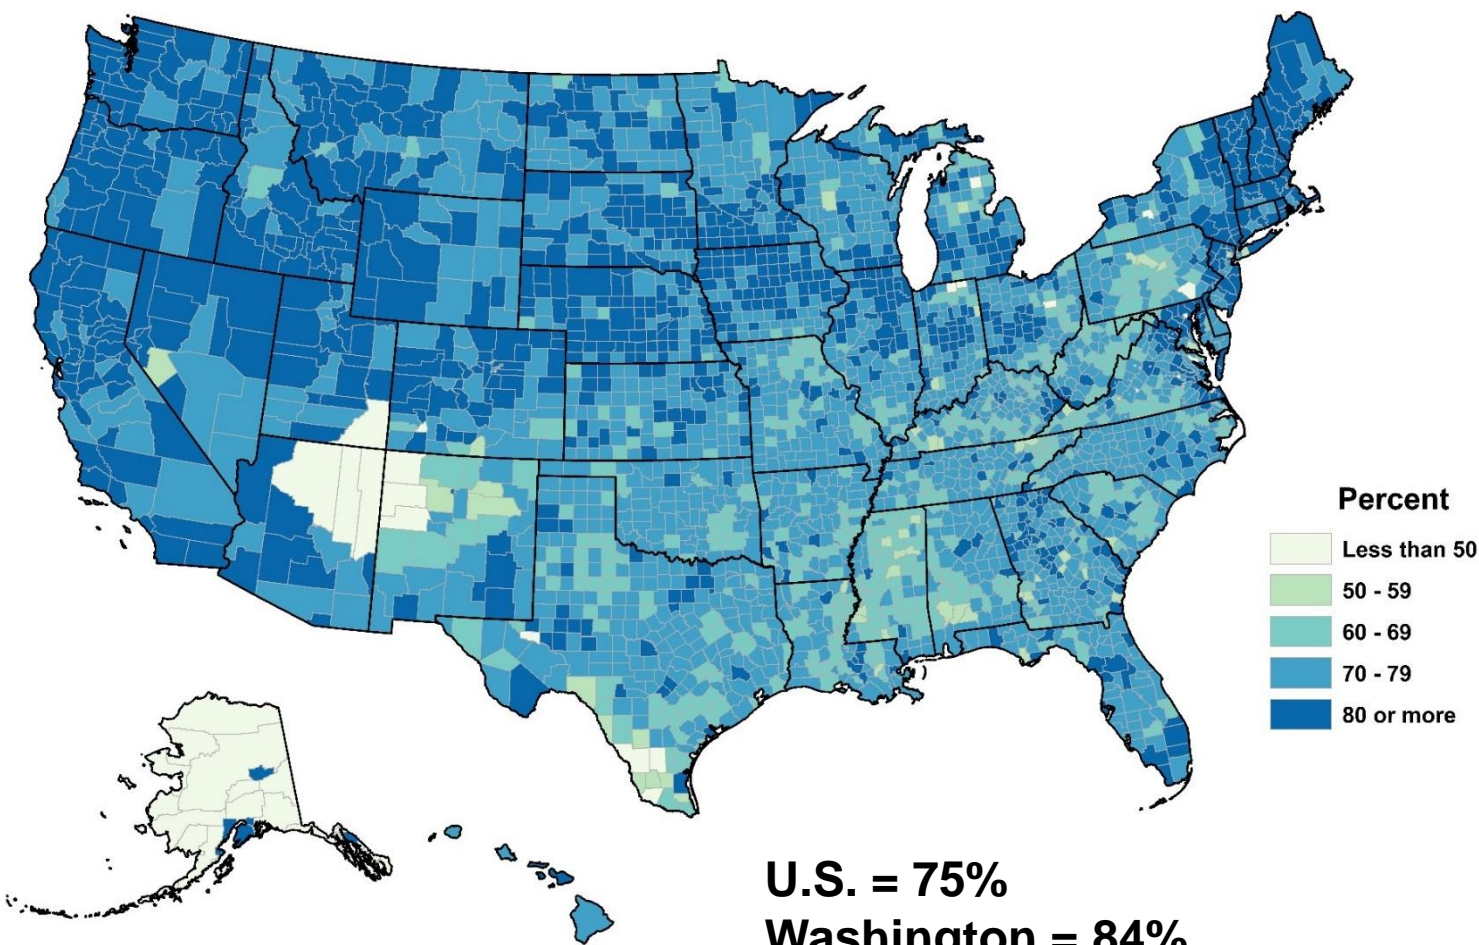 Percent
Less than 50
50 - 59
60 - 69
70 - 79
80 or more
U.S. = 75%
Washington = 84%